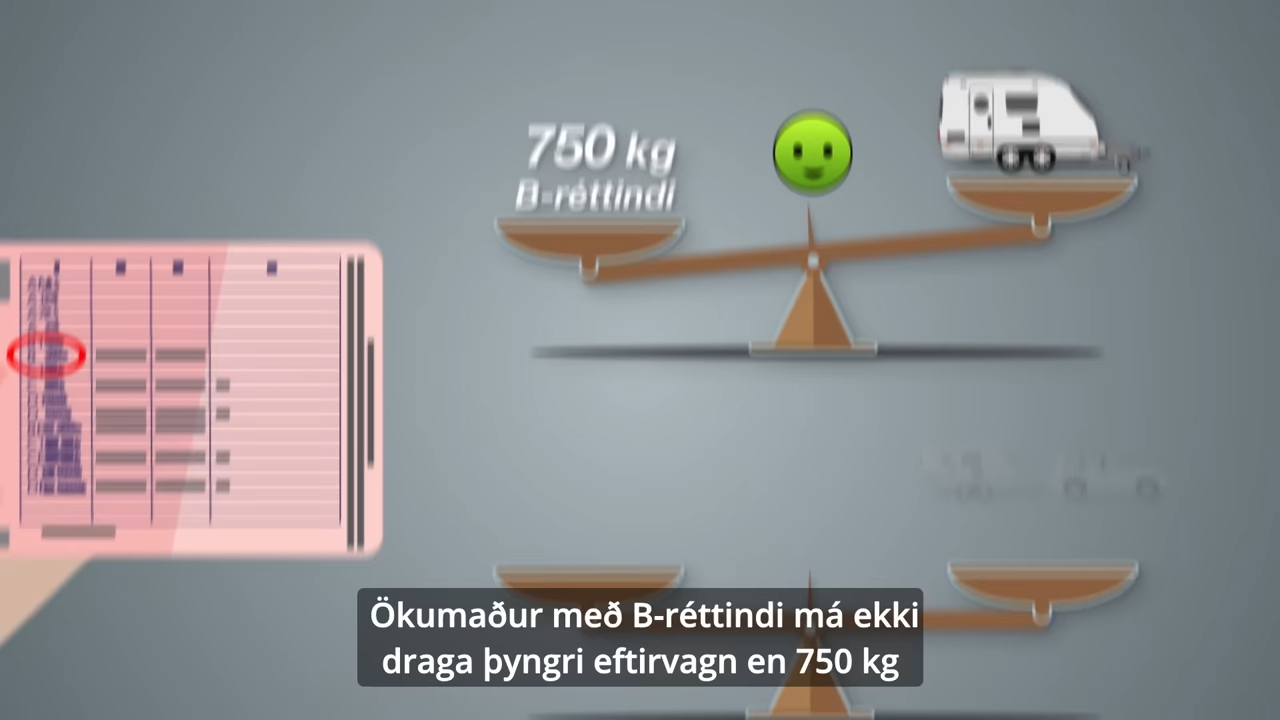 750 kg
B-réttindi
Ökumaður með B-réttindi má ekki
draga þyngri eftirvagn en 750 kg